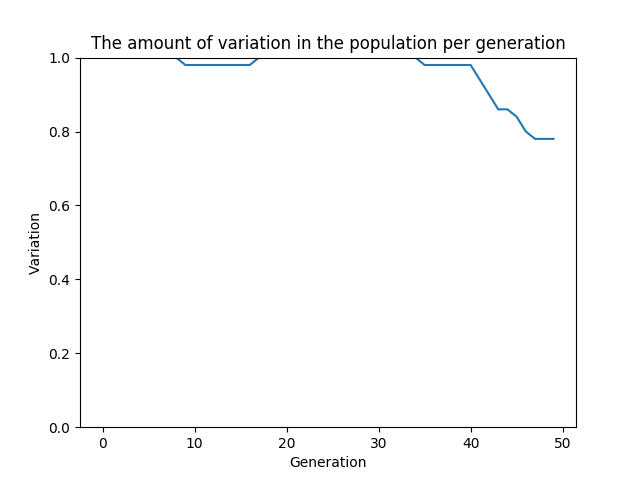 The amount of variation in the population per generation
1.0
0.8
0.6
0.4
0.2
0.0
Variation
0 10 20 30 40 50
Generation